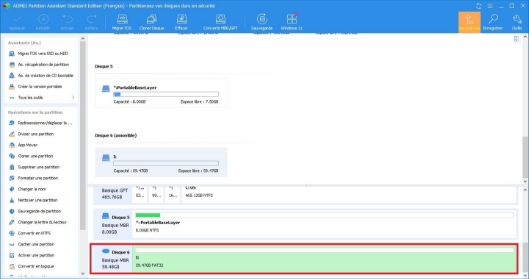 AOMEI Partition Assistant Standard Edition (Français) - Partitionnez vos disques durs en sécurité
Appliquer
Annuler
Refaire
Migrer l'OS
Cloner Disque
Effacer
Convertir MBR/GPT
Sauvegarde
Windows 11
Enregistrer
Outils
Assistants (As.)
Migrer l'OS vers SSD ou HDD
As. de récupération de partition
As. de création de CD bootable
Créer la version portable
Tous les outils
Opérations sur la partition
Redimensionner/déplacer la ...
Diviser une partition
App Mover
Cloner une partition
Supprimer une partition
Formater une partition
Changer le nom
Nettoyer une partition
Sauvegarde de partition
Changer la lettre du lecteur
Convertir en NTFS
Cacher une partition
Activer une partition
Convertir en logique
Disque 5
*:PortableBaseLayer
Capacité : 8.00GB
Espace libre : 7.50GB
Disque 6 (amovible)
I:
Capacité : 59.47GB
Espace libre : 59.47GB
Basique GPT
465.76GB
Disque 5
Basique MBR
8.00GB
*: PortableBaseLayer
8.00GB NTFS
Disque 6
Basique MBR
59.48GB
I:
59.47GB FAT32